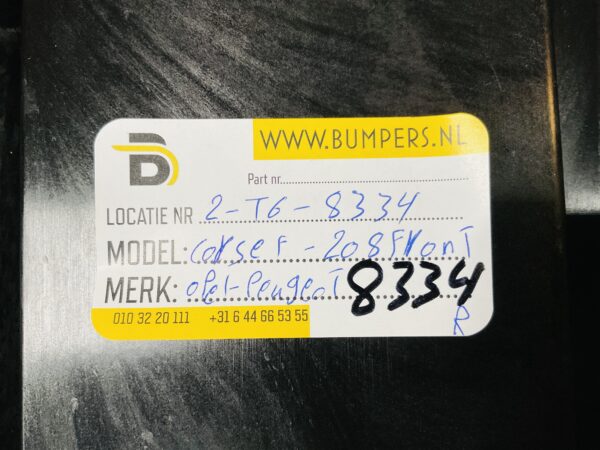 WWW.BUMPERS.NL
Part nr
LOCATIE NR 2-T6-8334
MODEL: Corse F - 208 Front
MERK: opel-Peugeot 8334
R
010 32 20 111 +31 6 44 66 53 55